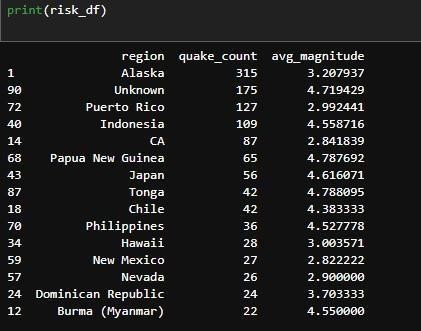 print(risk_df)
region quake_count avg_magnitude
1 Alaska 315 3.207937
90 Unknown 175 4.719429
72 Puerto Rico 127 2.992441
40 Indonesia 109 4.558716
14 CA 87 2.841839
68 Papua New Guinea 65 4.787692
43 Japan 56 4.616071
87 Tonga 42 4.788095
18 Chile 42 4.383333
70 Philippines 36 4.527778
34 Hawaii 28 3.003571
59 New Mexico 27 2.822222
57 Nevada 26 2.900000
24 Dominican Republic 24 3.703333
12 Burma (Myanmar) 22 4.550000